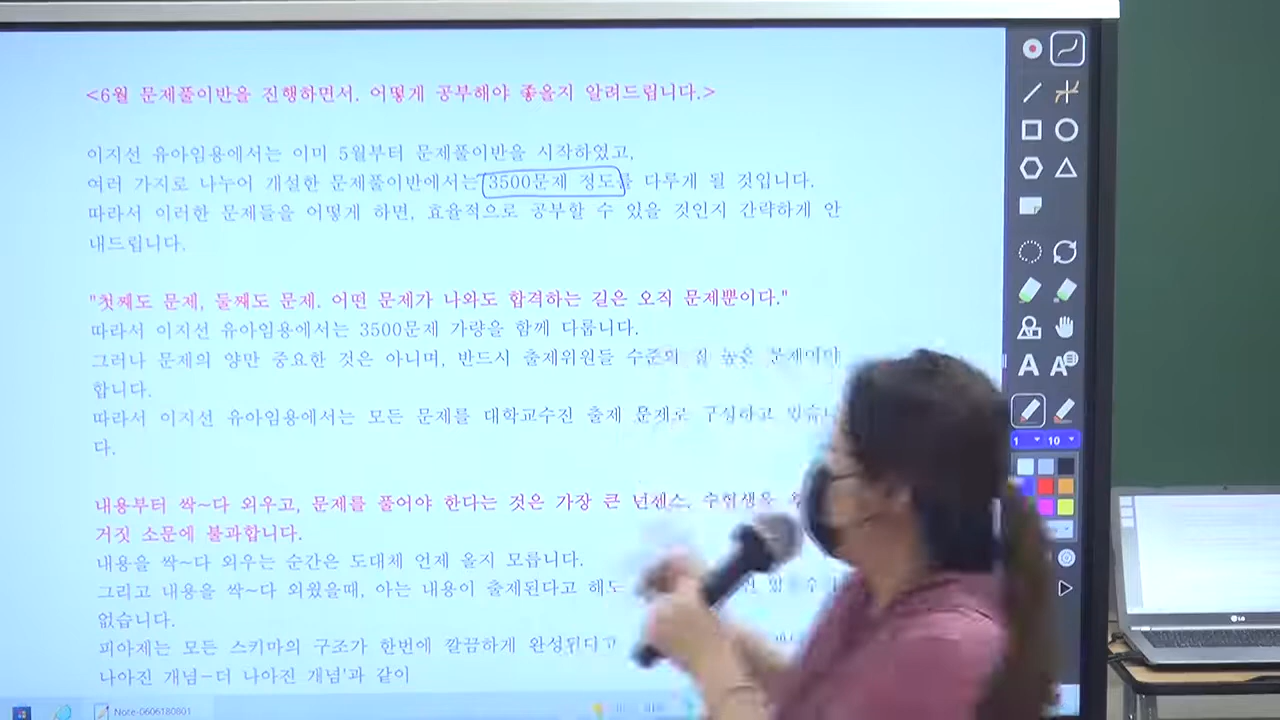 <6월 문제풀이반을 진행하면서. 어떻게 공부해야 좋을지 알려드립니다.>
이지선 유아임용에서는 이미 5월부터 문제풀이반을 시작하였고,
여러 가지로 나누어 개설한 문제풀이반에서는 3500문제 정도를 다루게 될 것입니다.
따라서 이러한 문제들을 어떻게 하면, 효율적으로 공부할 수 있을 것인지 간략하게 안
내드립니다.
"첫째도 문제, 둘째도 문제. 어떤 문제가 나와도 합격하는 길은 오직 문제뿐이다."
따라서 이지선 유아임용에서는 3500문제 가량을 함께 다룹니다.
그러나 문제의 양만 중요한 것은 아니며, 반드시 출제위원들 수준의 질 높은
합니다.
따라서 이지선 유아임용에서는 모든 문제를 대학교수진 출제 문제로 구성하고
다.
내용부터 싹~다 외우고, 문제를 풀어야 한다는 것은 가장 큰 넌센스.
거짓 소문에 불과합니다.
내용을 싹~다 외우는 순간은 도대체 언제 올지 모릅니다.
그리고 내용을 싹~다 외웠을때, 아는 내용이 출제된다고 해도
없습니다.
피아제는 모든 스키마의 구조가 한번에 깔끔하게 완성된다고
나아진 개념-더 나아진 개념'과 같이
1 10
A A
Note-0606180801
LG